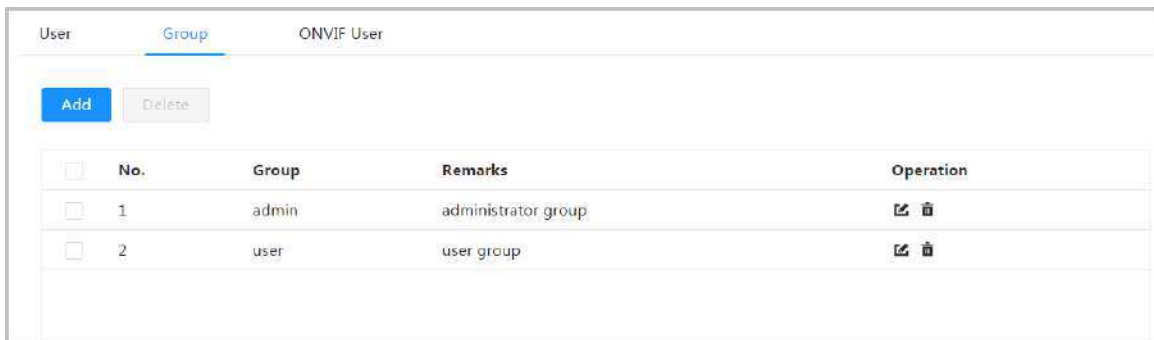 User Group ONVIF User
Add Delete
No. Group Remarks Operation
1 admin administrator group
2 user user group